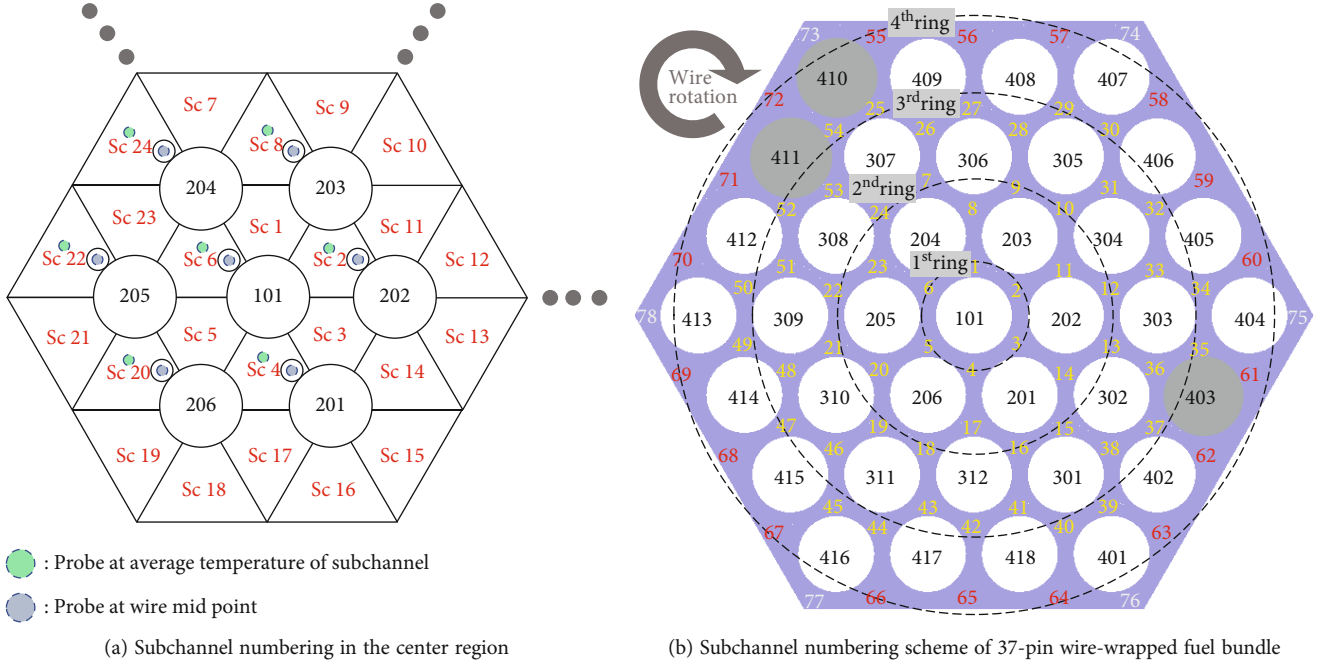 Sc 7
Sc 9
Sc 24
Sc 8
Sc 10
204
203
Sc 23
Sc 1
Sc 11
Sc 22
Sc 6
Sc 2
Sc 12
205
101
202
Sc 21
Sc 5
Sc 3
Sc 13
Sc 20
Sc 4
Sc 14
206
201
Sc 19
Sc 17
Sc 15
Sc 18
Sc 16
: Probe at average temperature of subchannel
: Probe at wire mid point
(a) Subchannel numbering in the center region
Wire
rotation
4th ring
3rd ring
2nd ring
1st ring
73 55 56 57 74
410 409 408 407
72 25 27 29 58
54 26 28 30
411 307 306 305 406
71 53 7 9 31 59
52 24 8 10 32
412 308 204 203 304 405
70 51 23 1 11 33 60
50 22 6 2 12 34
78 413 309 205 101 202 303 404 75
49 21 5 3 13 35
69 48 20 4 14 36 61
414 310 206 201 302 403
47 19 17 15 37
68 46 18 16 38 62
415 311 312 301 402
45 43 41 39
67 44 42 40 63
416 417 418 401
77 66 65 64 76
(b) Subchannel numbering scheme of 37-pin wire-wrapped fuel bundle